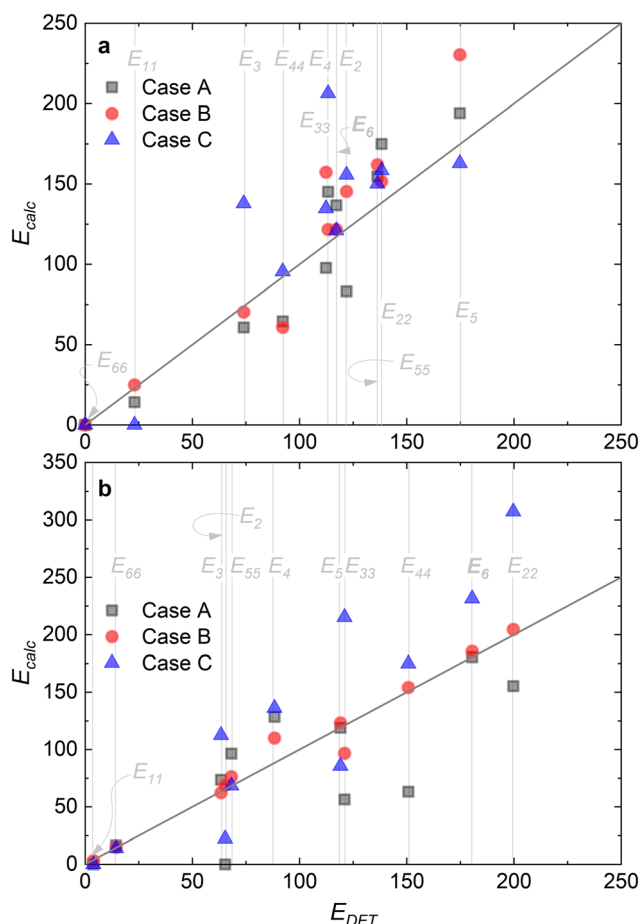 250
a
E11 E3 E44 E4 E2
200
Case A
Case B
Case C
E33 E6
150
Ecalc
100
E22 E5
50
E66
E55
0
0 50 100 150 200 250
350
b
300
E2
E66 E3 E55 E4 E5 E33 E44 E6 E22
250
Case A
Case B
Case C
200
Ecalc
150
100
E11
50
0
0 50 100 150 200 250
EDFT